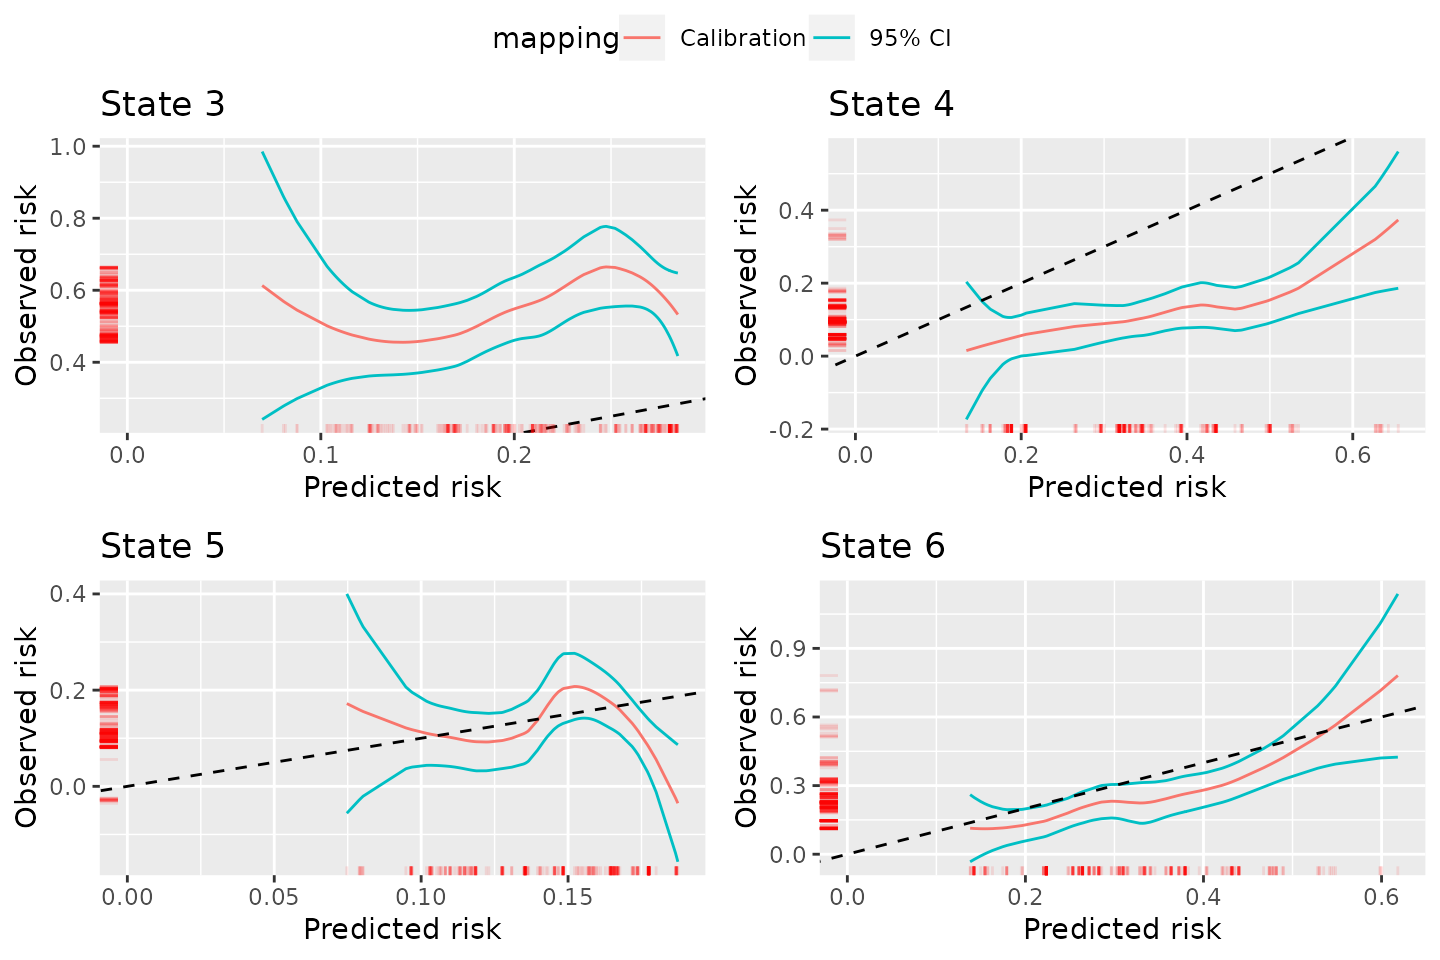 mapping Calibration 95% CI
State 3
1.0
0.8
0.6
0.4
Observed risk
0.0 0.1 0.2
Predicted risk
State 4
0.4
0.2
0.0
-0.2
Observed risk
0.0 0.2 0.4 0.6
Predicted risk
State 5
0.4
0.2
0.0
Observed risk
0.00 0.05 0.10 0.15
Predicted risk
State 6
0.9
0.6
0.3
0.0
Observed risk
0.0 0.2 0.4 0.6
Predicted risk